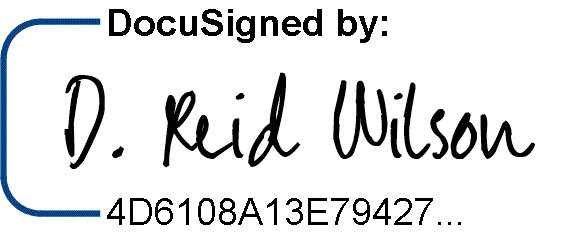 DocuSigned by:
D. Reid Wilson
4D6108A13E79427...